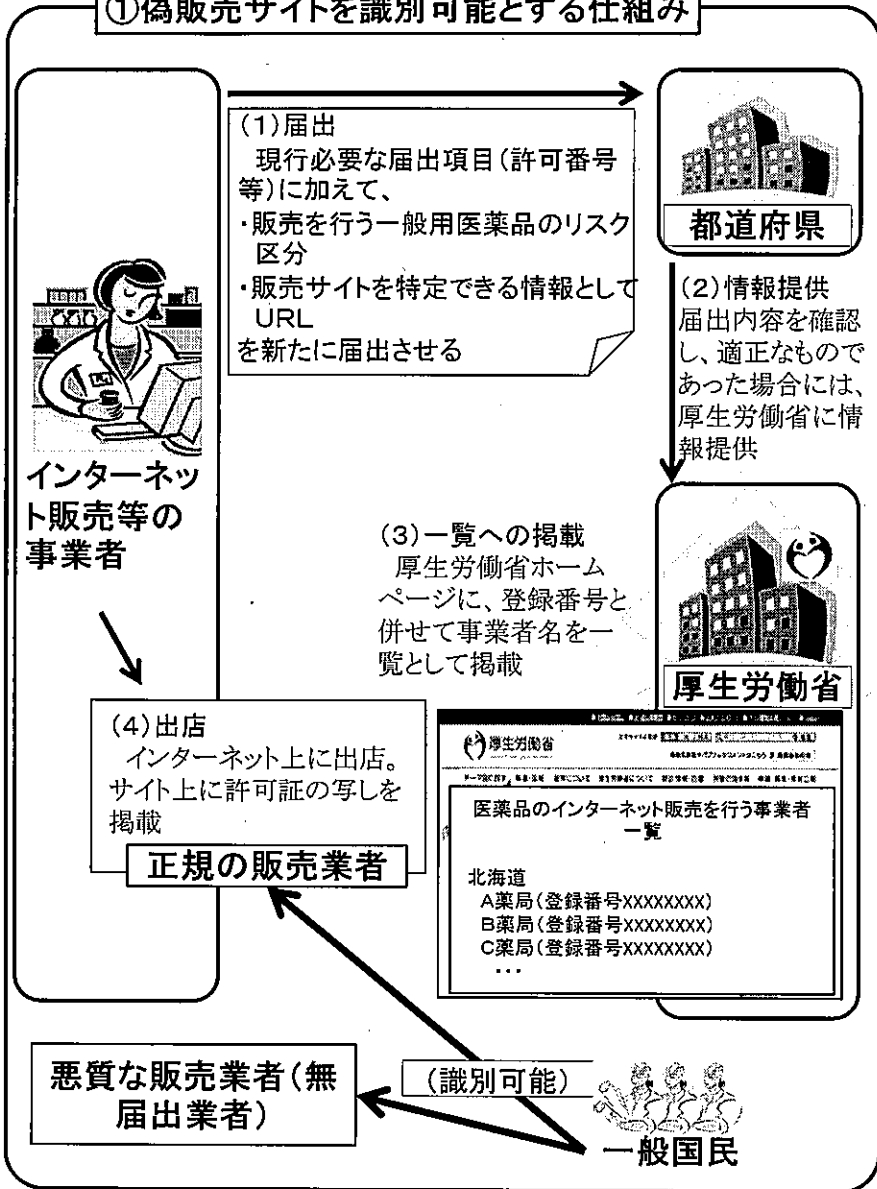 ①偽販売サイトを識別可能とする仕組み
(1)届出
現行必要な届出項目(許可番号
等)に加えて、
・販売を行う一般用医薬品のリスク
区分
・販売サイトを特定できる情報として
URL
を新たに届出させる
都道府県
(2)情報提供
届出内容を確認
し、適正なもので
あった場合には、
厚生労働省に情
報提供
インターネッ
ト販売等の
事業者
(3)一覧への掲載
厚生労働省ホーム
ページに、登録番号と
併せて事業者名を一
覧として掲載
厚生労働省
(4)出店
インターネット上に出店。
サイト上に許可証の写しを
掲載
正規の販売業者
厚生労働省
医薬品のインターネット販売を行う事業者
一覧
北海道
A薬局(登録番号XXXXXXXX)
B薬局(登録番号XXXXXXXX)
C薬局(登録番号XXXXXXXX)
・・・
悪質な販売業者(無
届出業者)
(識別可能)
一般国民